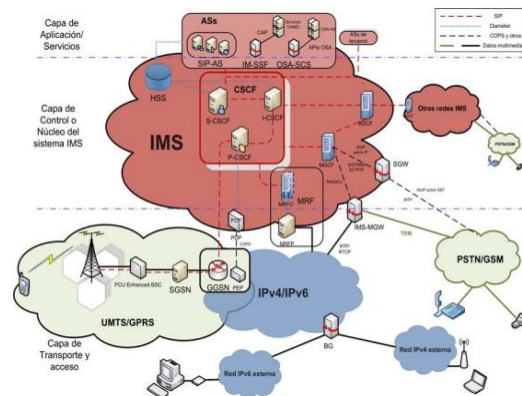 Capa de
Aplicación/
Servicios
ASs
CAP
Servicios
CAMEL
OSA-AS
APIs OSA
SIP-AS
IM-SSF
OSA-SCS
ASs de
terceros
SIP
Diameter
COPS y otros
Datos multimedia
HSS
CSCF
S-CSCF
I-CSCF
P-CSCF
Capa de
Control o
Núcleo del
sistema IMS
IMS
BGCF
Otras redes IMS
PSTN/GSM
MGCF
SGW
MRFC
MRF
MRFP
IMS-MGW
TDM
RTP/
RTCP
PDF
COPS
PEP
GGSN
SGSN
PCU Enhanced BSC
UMTS/GPRS
IPv4/IPv6
PSTN/GSM
Capa de
Transporte y
acceso
BG
Red IPv6 externa
Red IPv4 externa